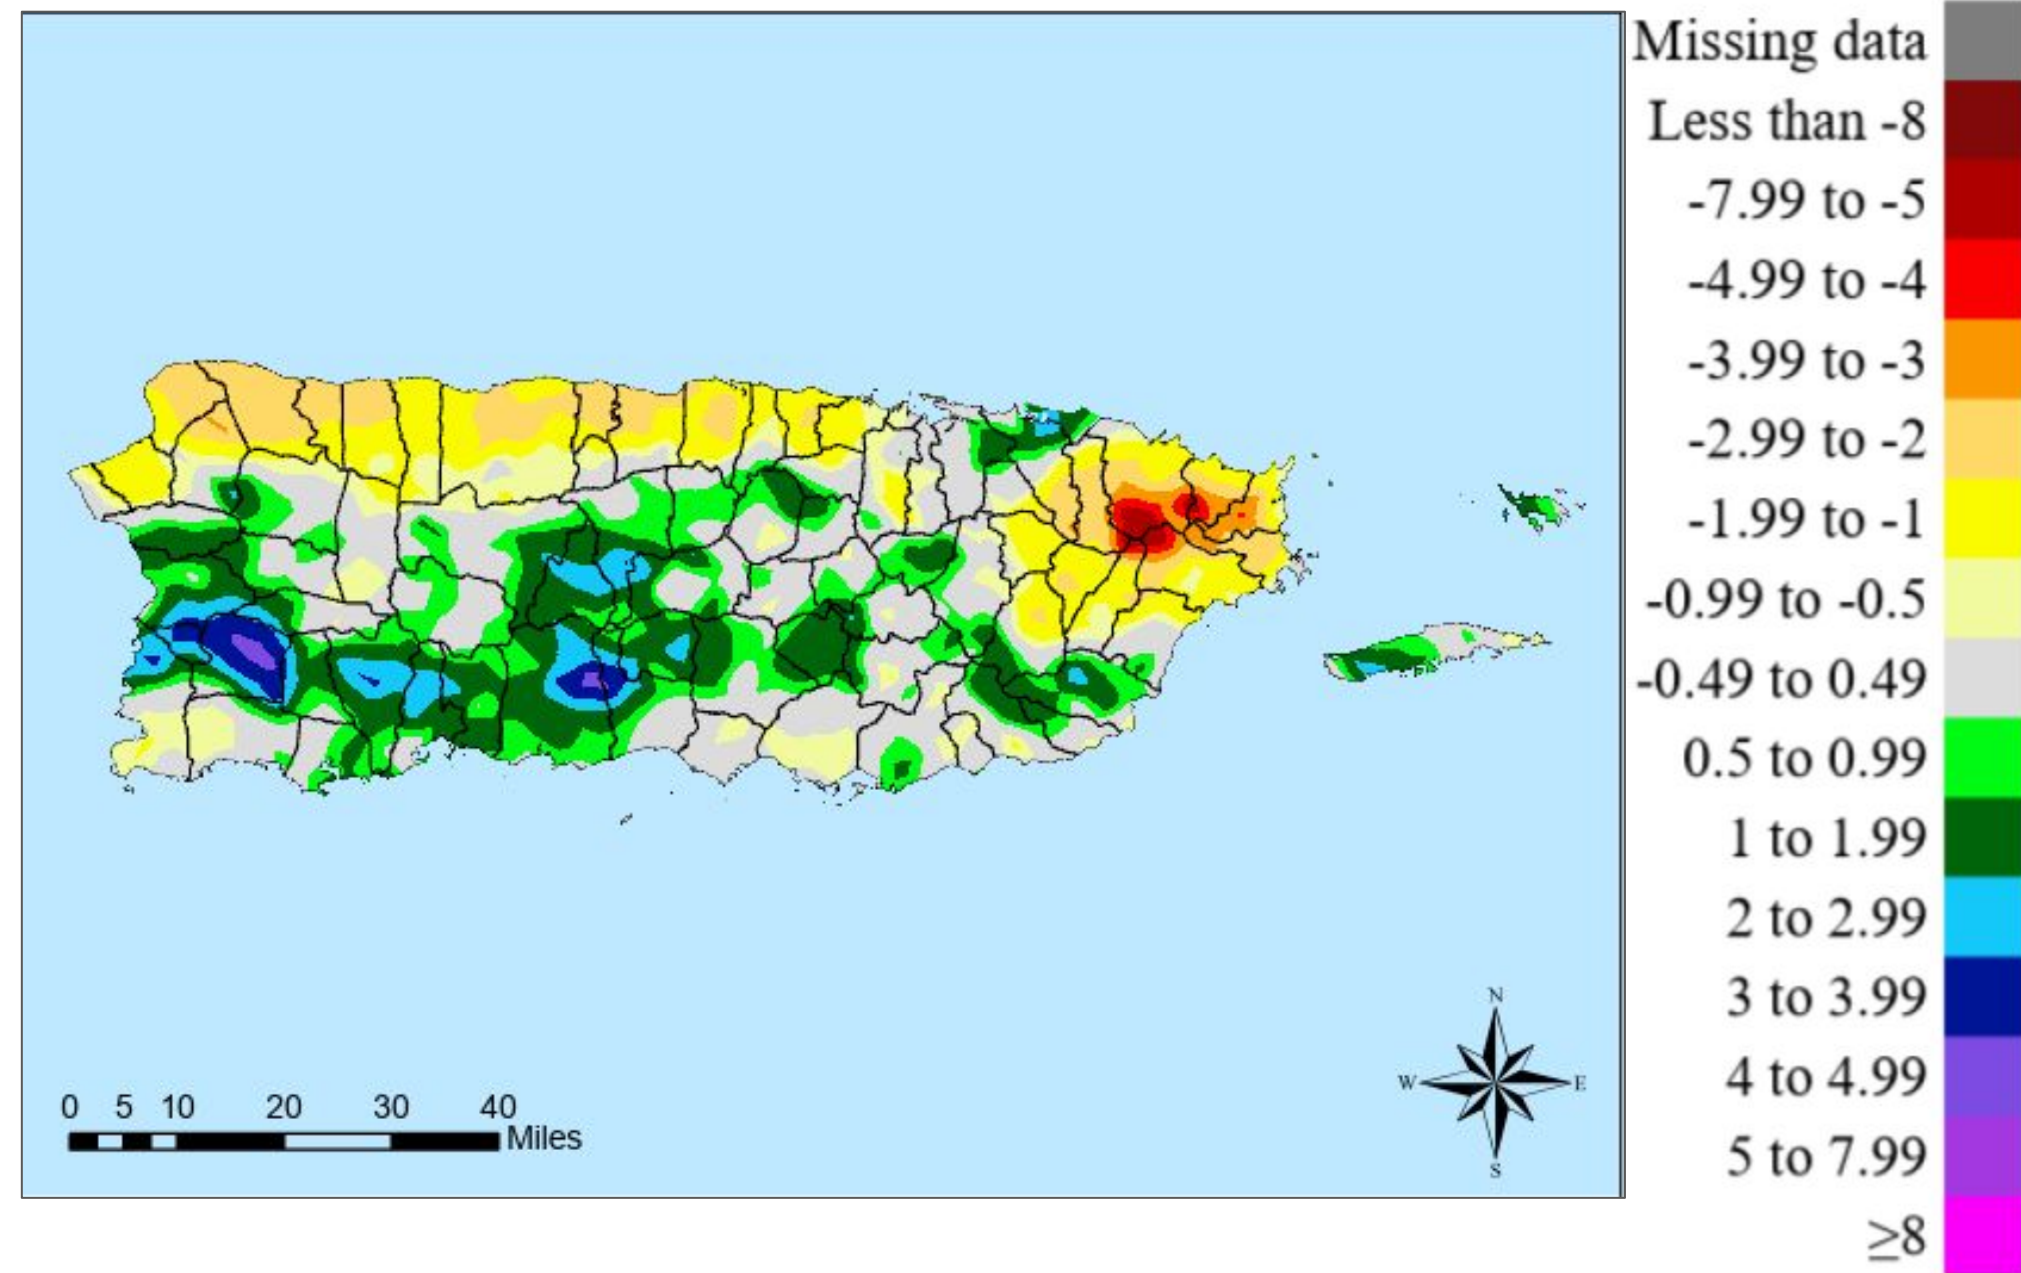 Missing data
Less than -8
-7.99 to -5
-4.99 to -4
-3.99 to -3
-2.99 to -2
-1.99 to -1
-0.99 to -0.5
-0.49 to 0.49
0.5 to 0.99
1 to 1.99
2 to 2.99
3 to 3.99
4 to 4.99
5 to 7.99
≥8
N
W E
S
0 5 10 20 30 40
Miles